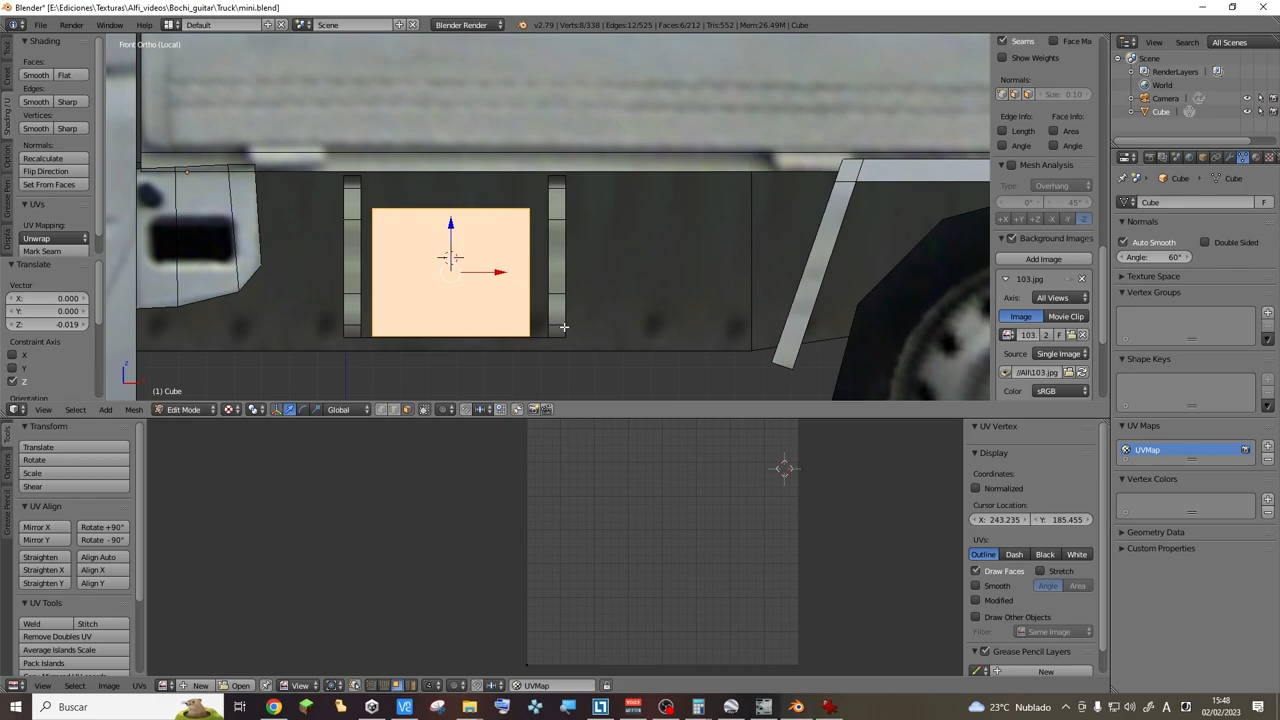 Blender* [E:\Ediciones\Texturas\Alfi_videos\Bochi_guitar\Truck\mini.blend]
File Render Window Help Default Scene Blender Render v2.79 | Verts:8/338 | Edges:12/525 | Faces:6/212 | Tris:552 | Mem:26.49M | Cube
Shading
Faces:
Smooth Flat
Edges:
Smooth Sharp
Vertices:
Smooth Sharp
Normals:
Recalculate
Flip Direction
Set From Faces
UVs
UV Mapping:
Unwrap
Mark Seam
Translate
Vector
X: 0.000
Y: 0.000
Z: -0.019
Constraint Axis
X
Y
Z
Orientation
Front Ortho (Local)
(1) Cube
View Select Add Mesh Edit Mode Global
Seams Face Ma
Show Weights
Normals:
Size: 0.10
Edge Info: Face Info:
Length Area
Angle Angle
Mesh Analysis
Type: Overhang
0° 45°
+X +Y +Z -X -Y -Z
Background Images
Add Image
103.jpg
Axis: All Views
Image Movie Clip
103. 2 F
Source Single Image
//All\103.jpg
Color sRGB
View Search All Scenes
Scene
RenderLayers
World
Camera
Cube
Cube Cube
Cube F
Normals
Auto Smooth Double Sided
Angle: 60°
Texture Space
Vertex Groups
Shape Keys
UV Maps
UVMap
Vertex Colors
Geometry Data
Custom Properties
Transform
Translate
Rotate
Scale
Shear
UV Align
Mirror X Rotate +90°
Mirror Y Rotate -90°
Straighten Align Auto
Straighten X Align X
Straighten Y Align Y
UV Tools
Weld Stitch
Remove Doubles UV
Average Islands Scale
Pack Islands
View Select Image UVs New Open View UVMap
UV Vertex
Display
Coordinates:
Normalized
Cursor Location:
X: 243.235 Y: 185.455
UVs:
Outline Dash Black White
Draw Faces Stretch
Smooth Angle Area
Modified
Draw Other Objects
Filter: Same Image
Grease Pencil Layers
New
Buscar
23°C Nublado
15:48
02/02/2023